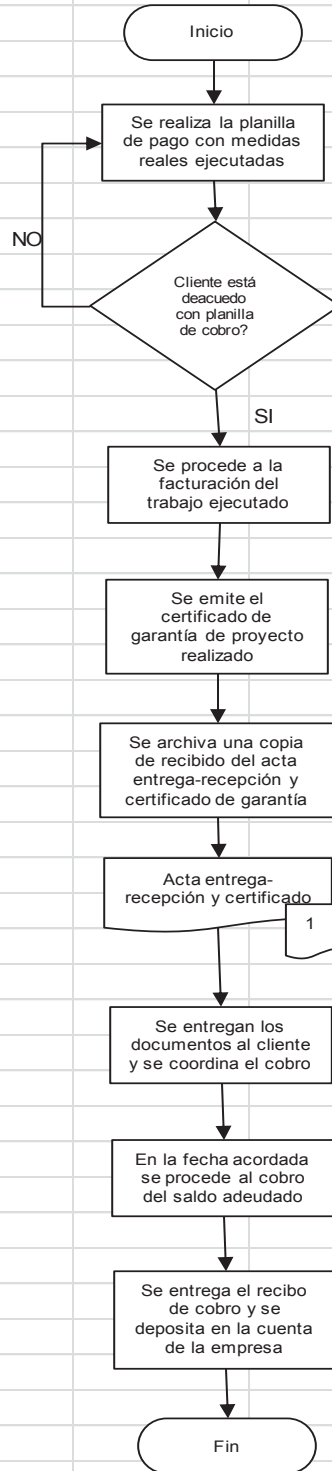 Inicio
Se realiza la planilla
de pago con medidas
reales ejecutadas
NO
Cliente está
deacuedo
con planilla
de cobro?
SI
Se procede a la
facturación del
trabajo ejecutado
Se emite el
certificado de
garantía de proyecto
realizado
Se archiva una copia
de recibido del acta
entrega-recepción y
certificado de garantía
Acta entrega-
recepción y certificado
1
Se entregan los
documentos al cliente
y se coordina el cobro
En la fecha acordada
se procede al cobro
del saldo adeudado
Se entrega el recibo
de cobro y se
deposita en la cuenta
de la empresa
Fin